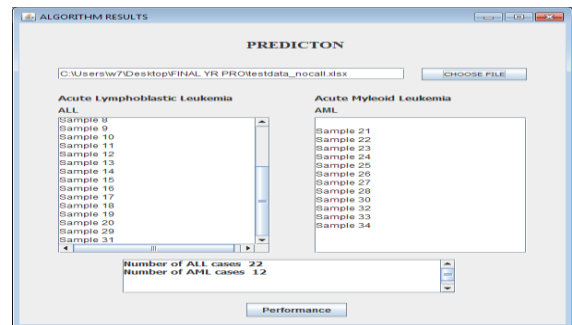 ALGORITHM RESULTS
PREDICTON
C:\Users\w7\Desktop\FINAL YR PRO\testdata_nocall.xlsx
CHOOSE FILE
Acute Lymphoblastic Leukemia
ALL
Sample 8
Sample 9
Sample 10
Sample 11
Sample 12
Sample 13
Sample 14
Sample 15
Sample 16
Sample 17
Sample 18
Sample 19
Sample 20
Sample 29
Sample 31
Acute Myleoid Leukemia
AML
Sample 21
Sample 22
Sample 23
Sample 24
Sample 25
Sample 26
Sample 27
Sample 28
Sample 30
Sample 32
Sample 33
Sample 34
Number of ALL cases 22
Number of AML cases 12
Performance